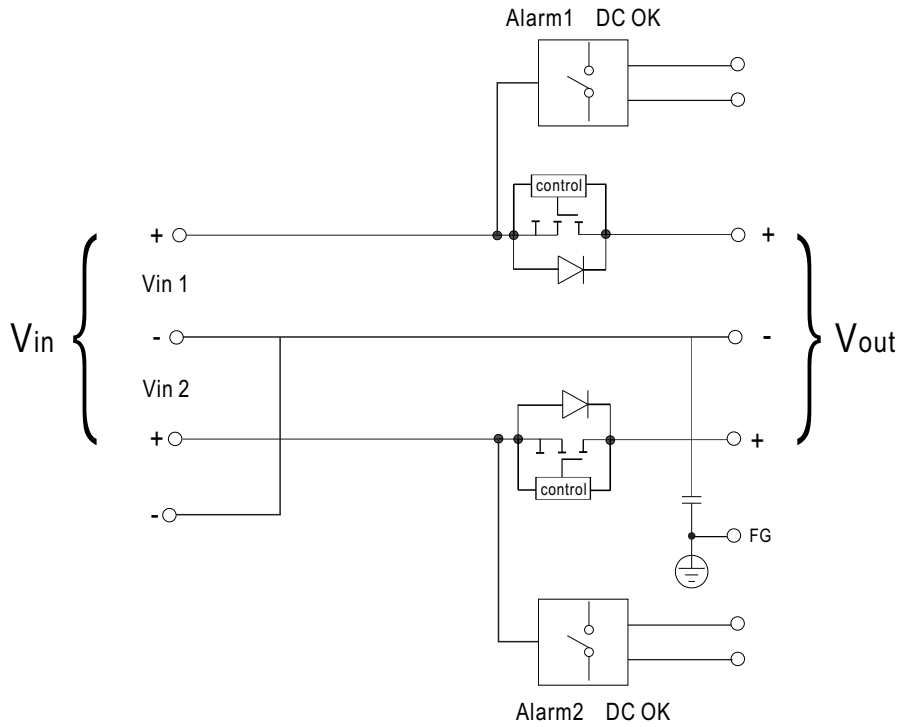 Alarm1 DC OK
control
+
+
Vin 1
Vin
-
-
Vout
Vin 2
+
+
control
-
FG
Alarm2 DC OK